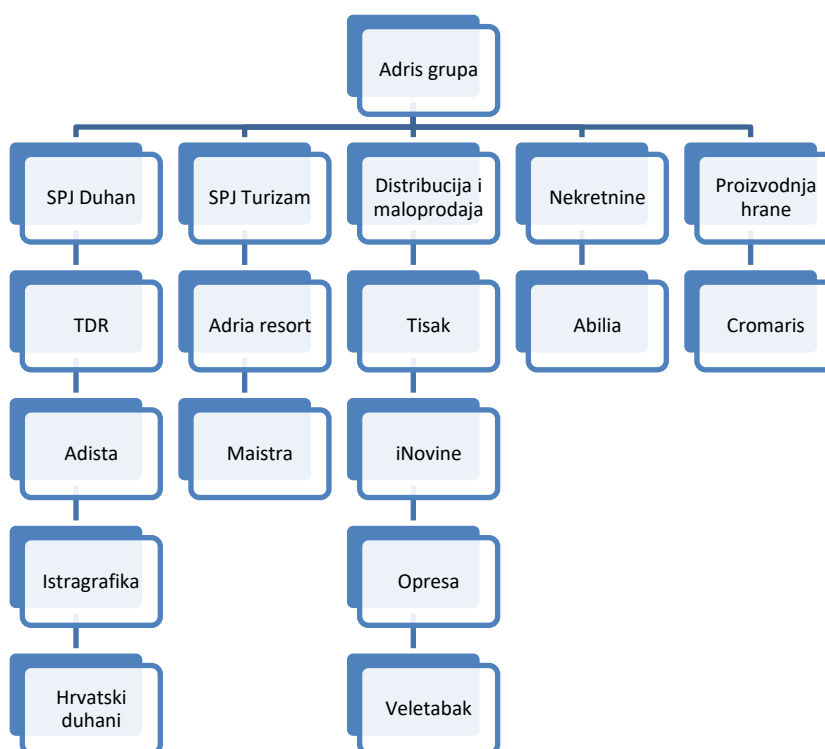 Adris grupa
SPJ Duhan
SPJ Turizam
Distribucija i
maloprodaja
Nekretnine
Proizvodnja
hrane
TDR
Adria resort
Tisak
Abilia
Cromaris
Adista
Maistra
iNovine
Istragrafika
Opresa
Hrvatski
duhani
Veletabak